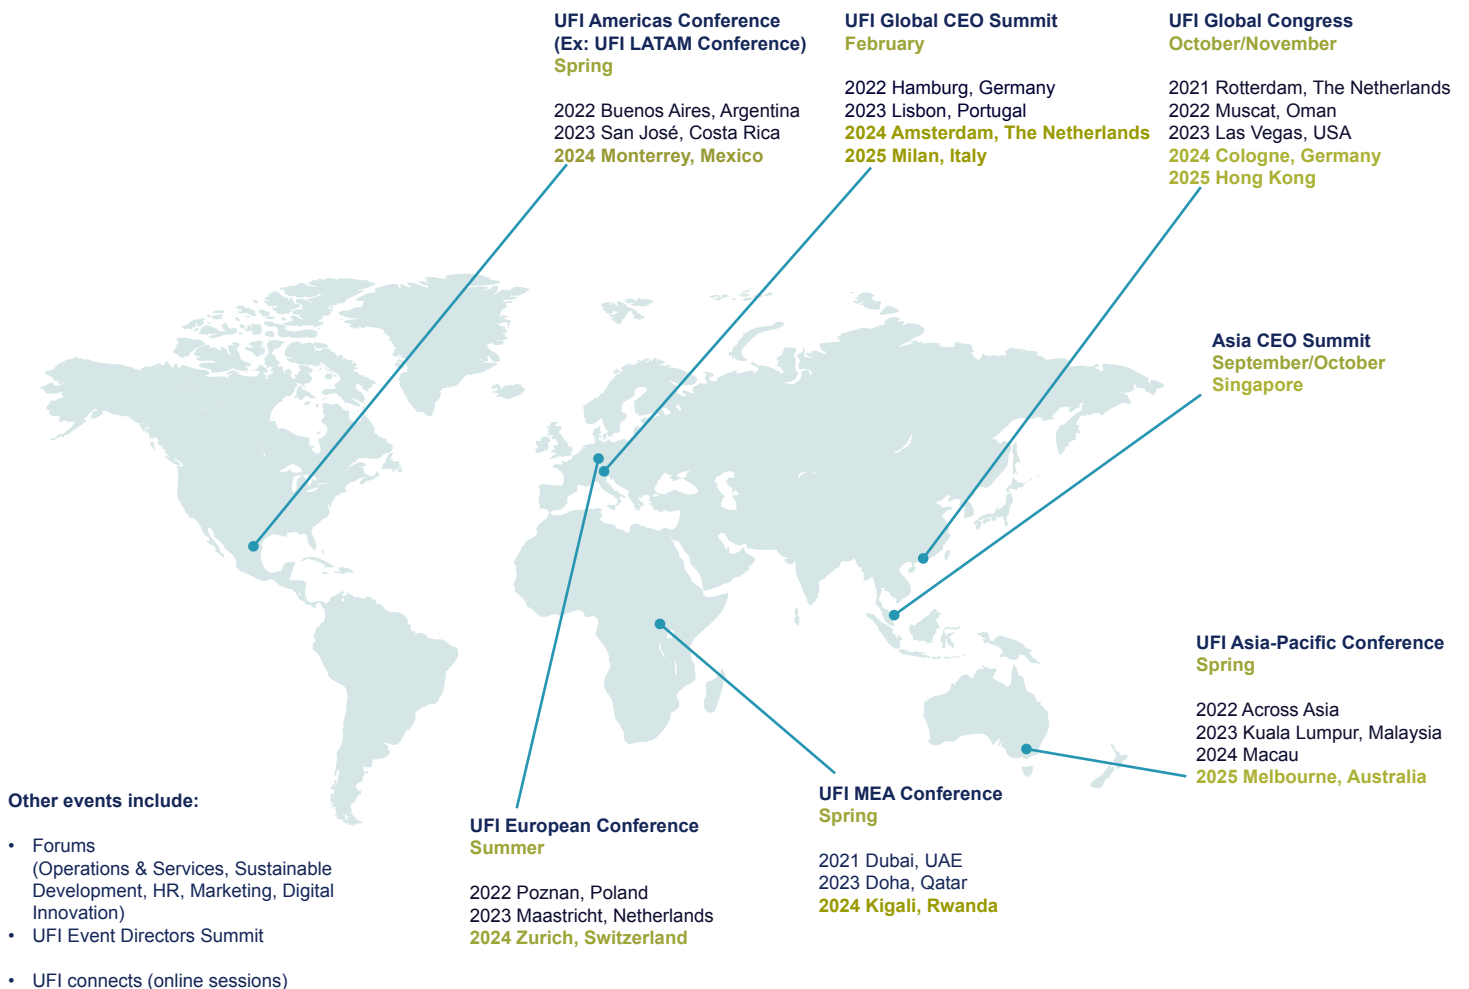 UFI Americas Conference
(Ex: UFI LATAM Conference)
Spring
2022 Buenos Aires, Argentina
2023 San José, Costa Rica
2024 Monterrey, Mexico
UFI Global CEO Summit
February
2022 Hamburg, Germany
2023 Lisbon, Portugal
2024 Amsterdam, The Netherlands
2025 Milan, Italy
UFI Global Congress
October/November
2021 Rotterdam, The Netherlands
2022 Muscat, Oman
2023 Las Vegas, USA
2024 Cologne, Germany
2025 Hong Kong
Asia CEO Summit
September/October
Singapore
UFI Asia-Pacific Conference
Spring
2022 Across Asia
2023 Kuala Lumpur, Malaysia
2024 Macau
2025 Melbourne, Australia
UFI MEA Conference
Spring
2021 Dubai, UAE
2023 Doha, Qatar
2024 Kigali, Rwanda
UFI European Conference
Summer
2022 Poznan, Poland
2023 Maastricht, Netherlands
2024 Zurich, Switzerland
Other events include:
• Forums
(Operations & Services, Sustainable
Development, HR, Marketing, Digital
Innovation)
• UFI Event Directors Summit
• UFI connects (online sessions)